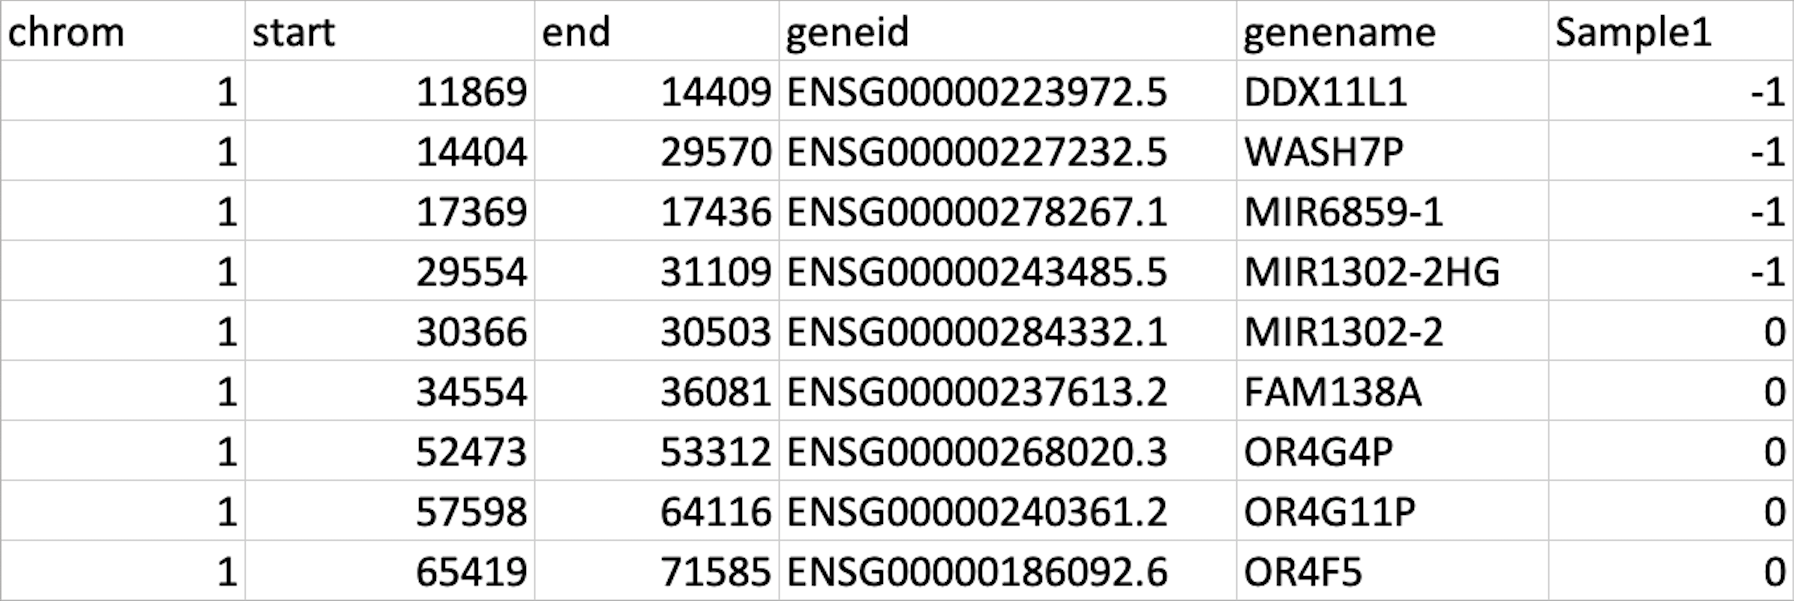 chrom start end geneid genename Sample1
1 11869 14409 ENSG00000223972.5 DDX11L1 -1
1 14404 29570 ENSG00000227232.5 WASH7P -1
1 17369 17436 ENSG00000278267.1 MIR6859-1 -1
1 29554 31109 ENSG00000243485.5 MIR1302-2HG -1
1 30366 30503 ENSG00000284332.1 MIR1302-2 0
1 34554 36081 ENSG00000237613.2 FAM138A 0
1 52473 53312 ENSG00000268020.3 OR4G4P 0
1 57598 64116 ENSG00000240361.2 OR4G11P 0
1 65419 71585 ENSG00000186092.6 OR4F5 0